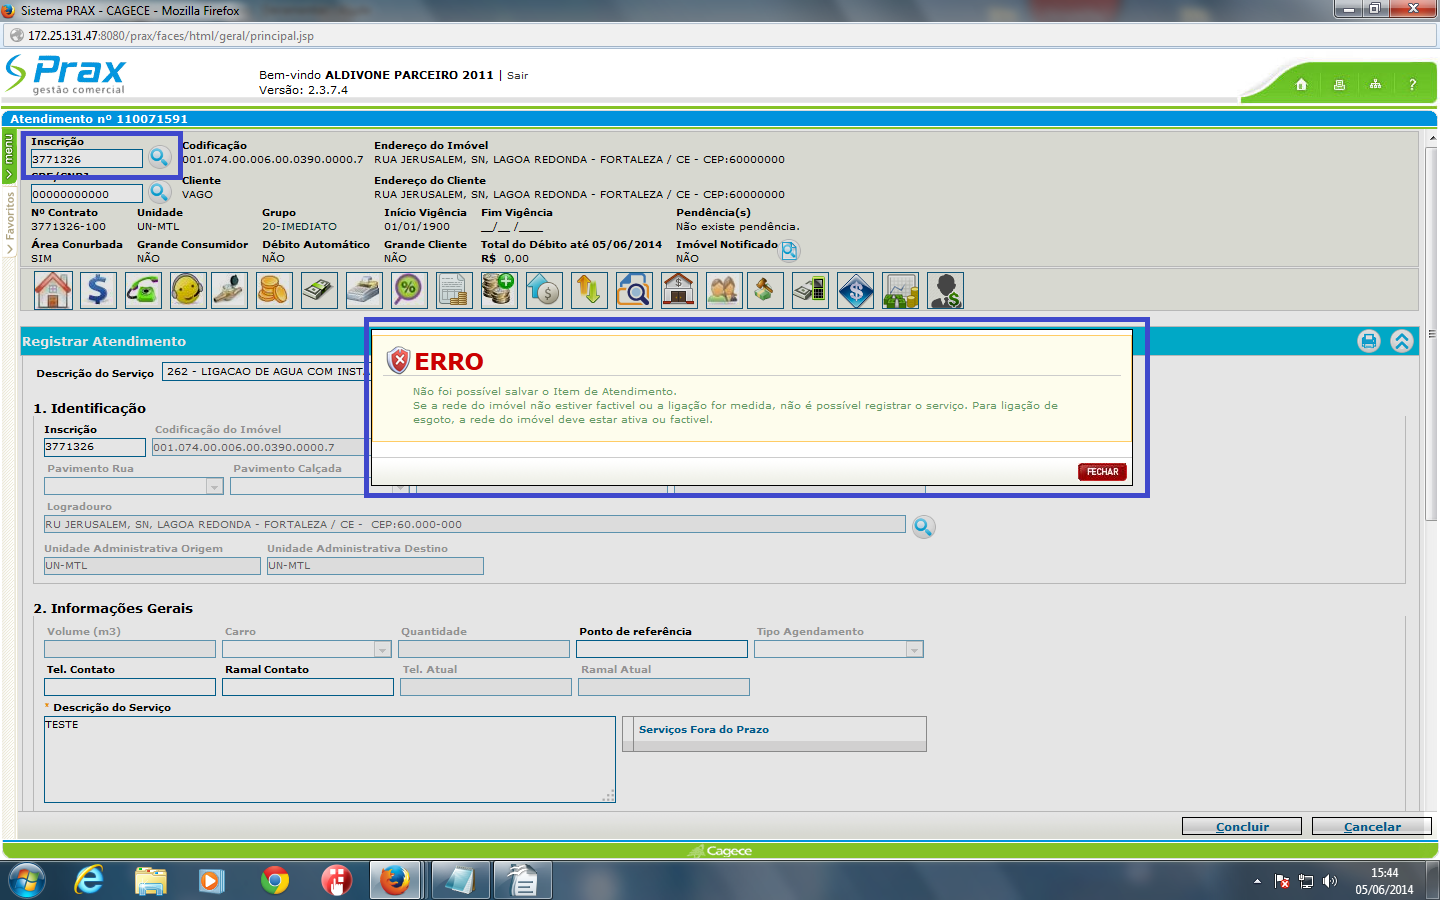 Sistema PRAX - CAGECE - Mozilla Firefox
172.25.131.47:8080/prax/faces/html/geral/principal.jsp
Prax
gestão comercial
Bem-vindo ALDIVONE PARCEIRO 2011 | Sair
Versão: 2.3.7.4
?
Atendimento nº 110071591
menu
Favoritos
Inscrição
3771326
Codificação
001.074.00.006.00.0390.0000.7
Endereço do Imóvel
RUA JERUSALEM, SN, LAGOA REDONDA - FORTALEZA / CE - CEP:60000000
00000000000
Cliente
VAGO
Endereço do Cliente
RUA JERUSALEM, SN, LAGOA REDONDA - FORTALEZA / CE - CEP:60000000
Nº Contrato Unidade Grupo Início Vigência Fim Vigência Pendência(s)
3771326-100 UN-MTL 20-IMEDIATO 01/01/1900 __/__ /____ Não existe pendência.
Área Conurbada Grande Consumidor Débito Automático Grande Cliente Total do Débito até 05/06/2014 Imóvel Notificado
SIM NÃO NÃO NÃO R$ 0,00 NÃO
Registrar Atendimento
Descrição do Serviço 262 - LIGACAO DE AGUA COM INST
ERRO
Não foi possível salvar o Item de Atendimento.
Se a rede do imóvel não estiver factivel ou a ligação for medida, não é possível registrar o serviço. Para ligação de
esgoto, a rede do imóvel deve estar ativa ou factivel.
FECHAR
1. Identificação
Inscrição Codificação do Imóvel
3771326 001.074.00.006.00.0390.0000.7
Pavimento Rua Pavimento Calçada
Logradouro
RU JERUSALEM, SN, LAGOA REDONDA - FORTALEZA / CE - CEP:60.000-000
Unidade Administrativa Origem Unidade Administrativa Destino
UN-MTL UN-MTL
2. Informações Gerais
Volume (m3) Carro Quantidade Ponto de referência Tipo Agendamento
Tel. Contato Ramal Contato Tel. Atual Ramal Atual
* Descrição do Serviço
TESTE
Serviços Fora do Prazo
Concluir Cancelar
Cagece
15:44
05/06/2014